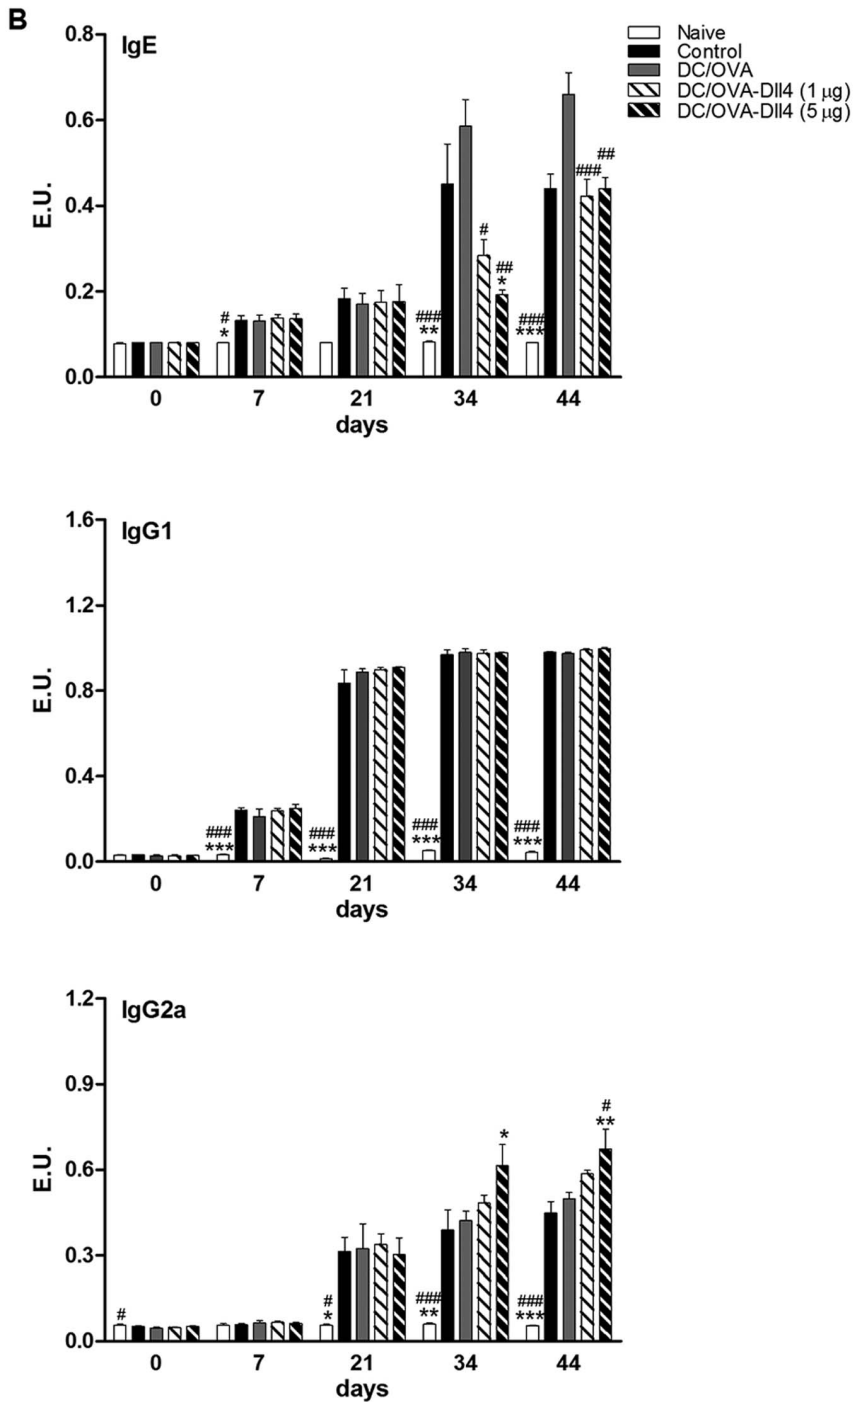 B
IgE
Naive
Control
DC/OVA
DC/OVA-Dll4 (1 μg)
DC/OVA-Dll4 (5 μg)
E.U.
0.8
0.6
0.4
0.2
0.0
#
*
###
**
#
##
*
###
***
###
##
0 7 21 34 44
days
IgG1
E.U.
1.6
1.2
0.8
0.4
0.0
###
***
###
***
###
***
###
***
0 7 21 34 44
days
IgG2a
E.U.
1.2
0.9
0.6
0.3
0.0
#
#
*
###
**
*
###
***
#
**
0 7 21 34 44
days